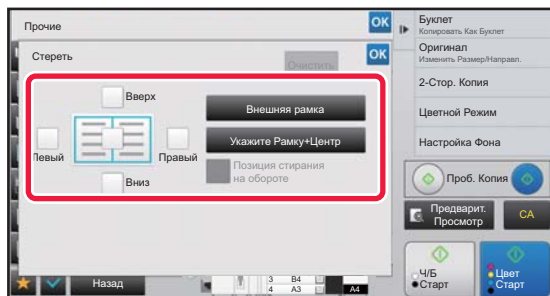 Прочие
OK
Стереть
Очистить
OK
Вверх
Левый
Правый
Вниз
Внешняя рамка
Укажите Рамку+Центр
Позиция стирания
на обороте
Назад
3 B4
4 A3
A4
Буклет
Копировать Как Буклет
Оригинал
Изменить Размер/Направл.
2-Стор. Копия
Цветной Режим
Настройка Фона
Проб. Копия
Предварит.
Просмотр
CA
Ч/Б
Старт
Цвет
Старт